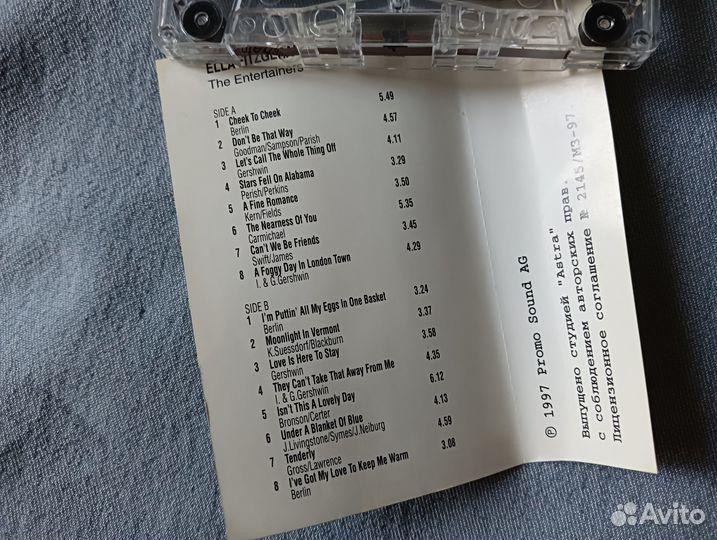 The Entertainers
SIDE A
1 Cheek To Cheek 5.49
Berlin
2 Don't Be That Way 4.57
Goodman/Sampson/Parish
3 Let's Call The Whole Thing Off 4.11
Gershwin
4 Stars Fell On Alabama 3.29
Perish/Perkins
5 A Fine Romance 3.50
Kern/Fields
6 The Nearness Of You 5.35
Carmichael
7 Can't We Be Friends 3.45
Swift/James
8 A Foggy Day In London Town 4.29
I. & G.Gershwin
SIDE B
1 I'm Puttin' All My Eggs In One Basket 3.24
Berlin
2 Moonlight In Vermont 3.37
K.Suessdorf/Blackburn
3 Love Is Here To Stay 3.58
Gershwin
4 They Can't Take That Away From Me 4.35
I. & G.Gershwin
5 Isn't This A Lovely Day 6.12
Bronson/Certer
6 Under A Blanket Of Blue 4.13
J.Livingstone/Symes/J.Neiburg
7 Tenderly 4.59
Gross/Lawrence
8 I've Got My Love To Keep Me Warm 3.08
Berlin
℗ 1997 Promo Sound AG
Выпущено студией "Astra"
с соблюдением авторских прав.
Лицензионное соглашение № 2145/МЗ-97.
Avito